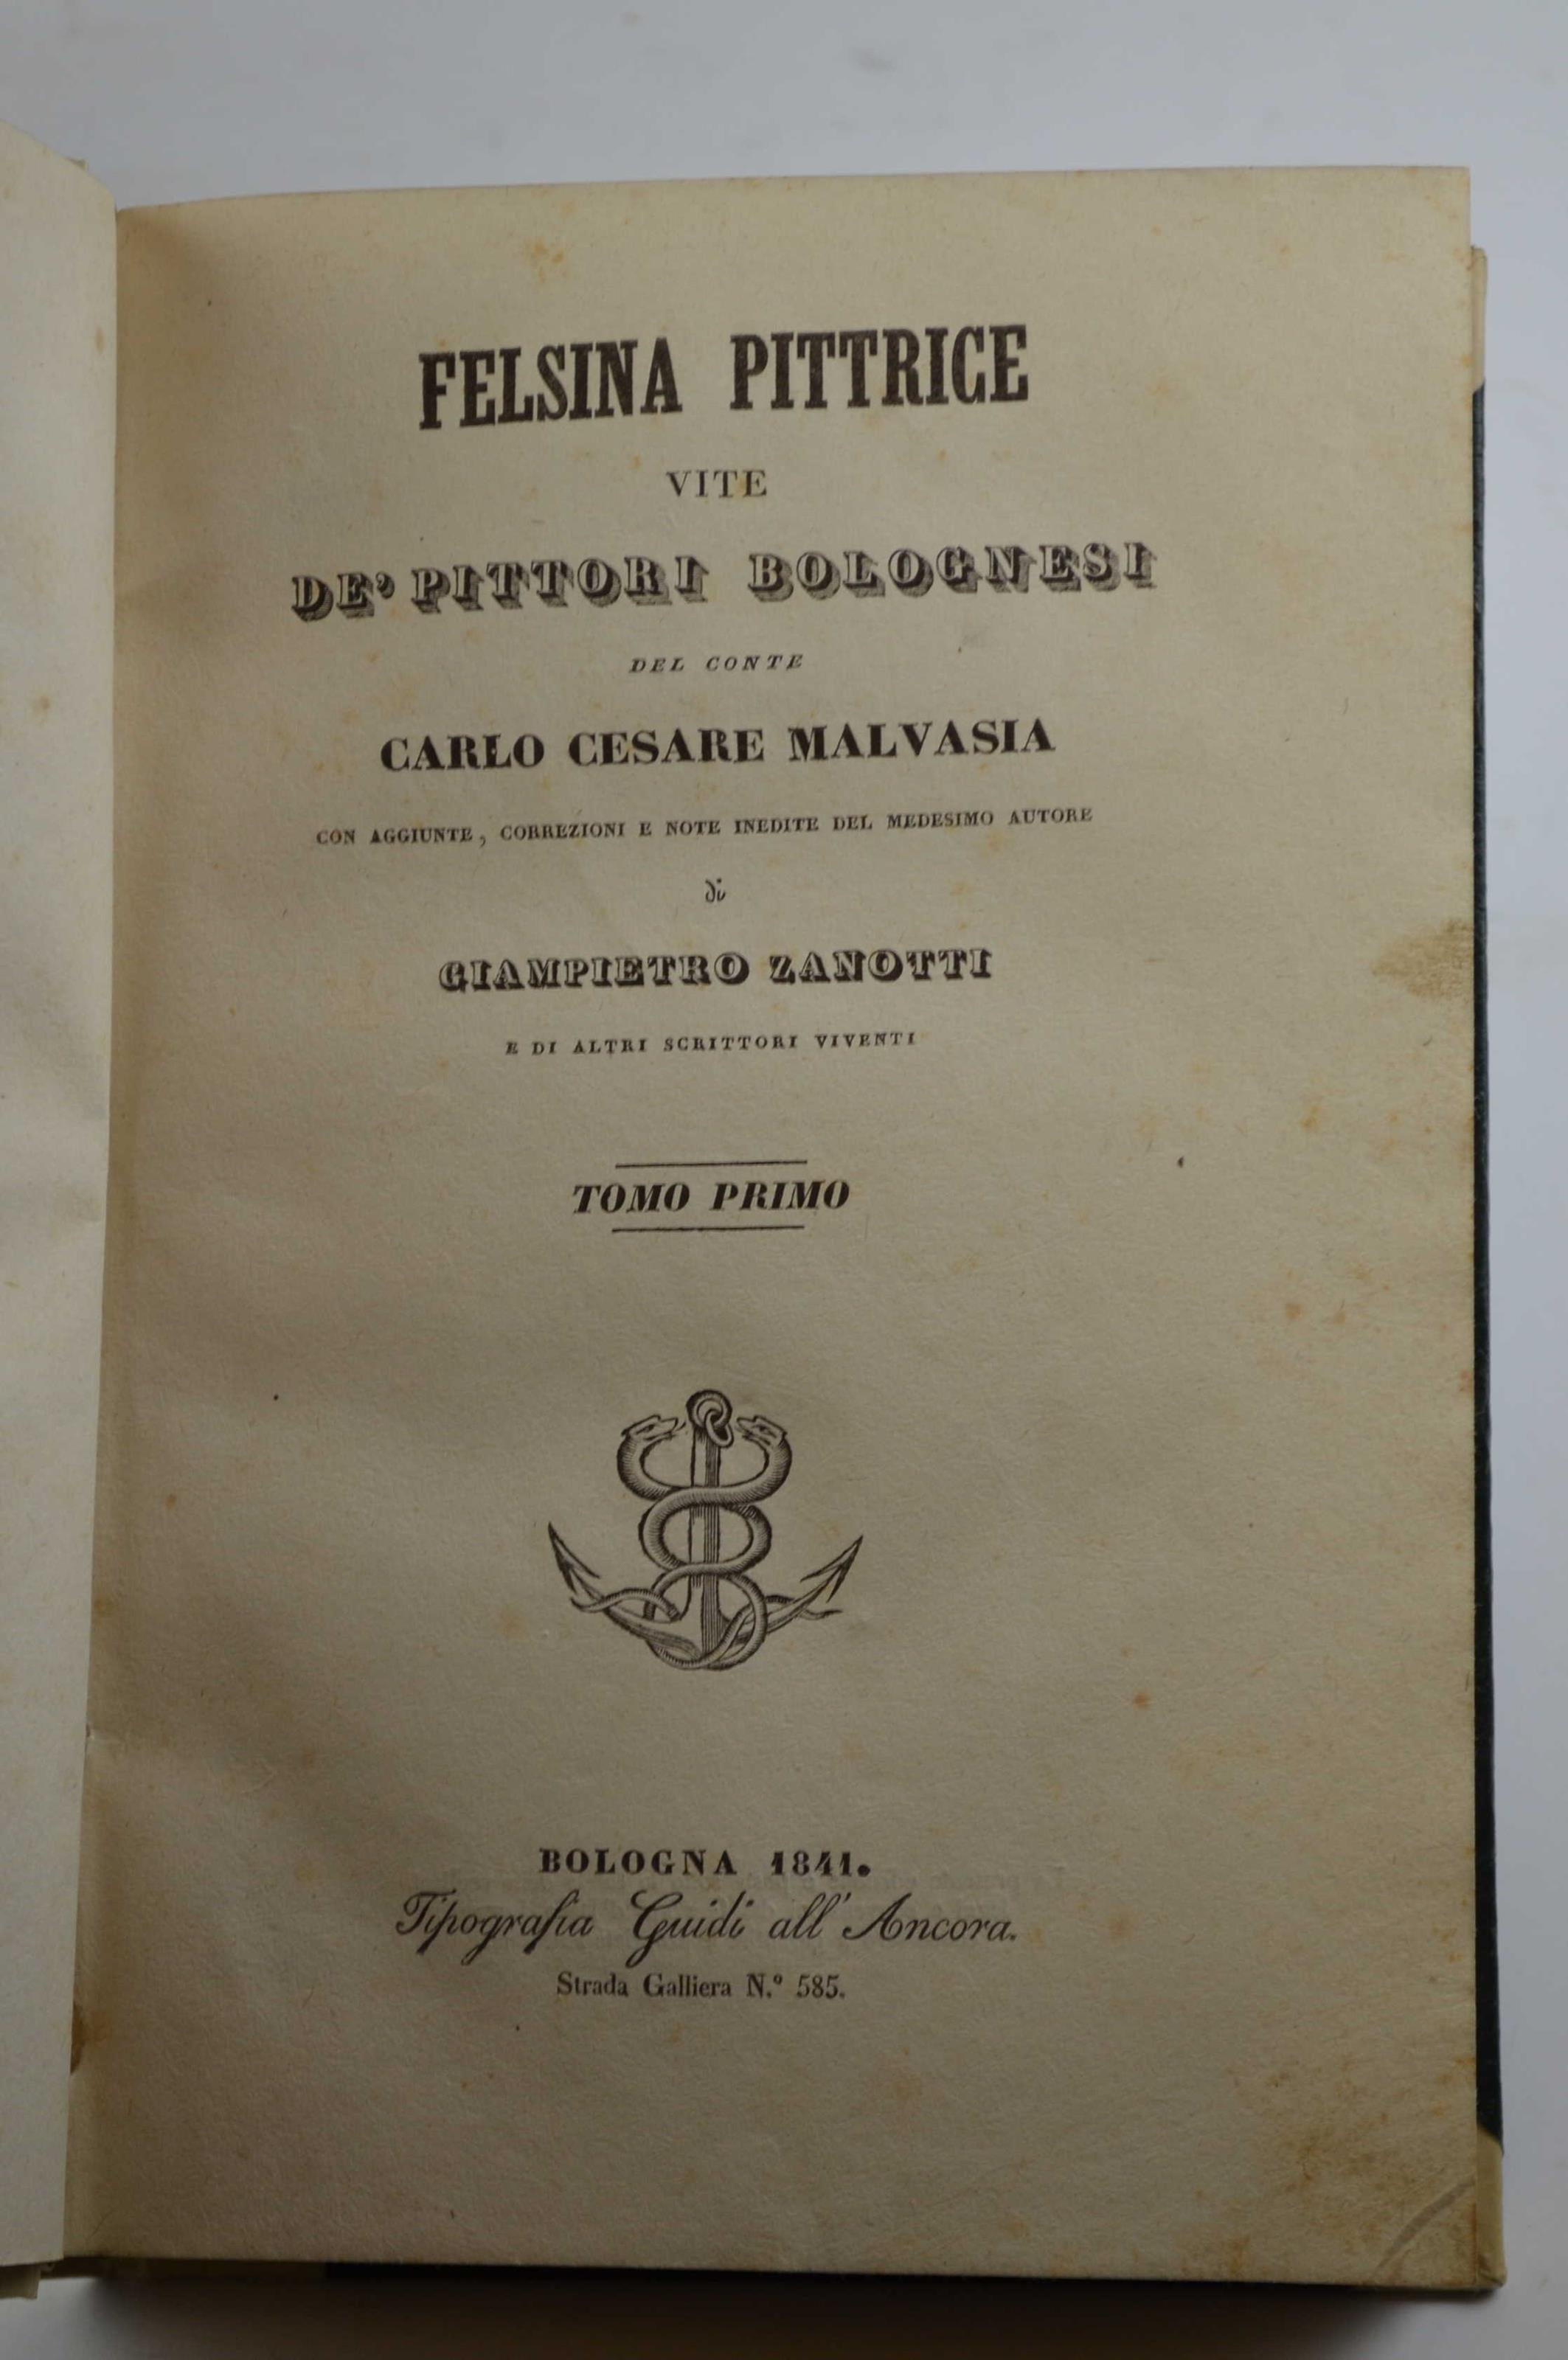 FELSINA PITTRICE
VITE
DE' PITTORI BOLOGNESI
DEL CONTE
CARLO CESARE MALVASIA
CON AGGIUNTE, CORREZIONI E NOTE INEDITE DEL MEDESIMO AUTORE
di
GIAMPIETRO ZANOTTI
E DI ALTRI SCRITTORI VIVENTI
TOMO PRIMO
BOLOGNA 1841.
Tipografia Guidi all' Ancora.
Strada Galliera N.º 585.